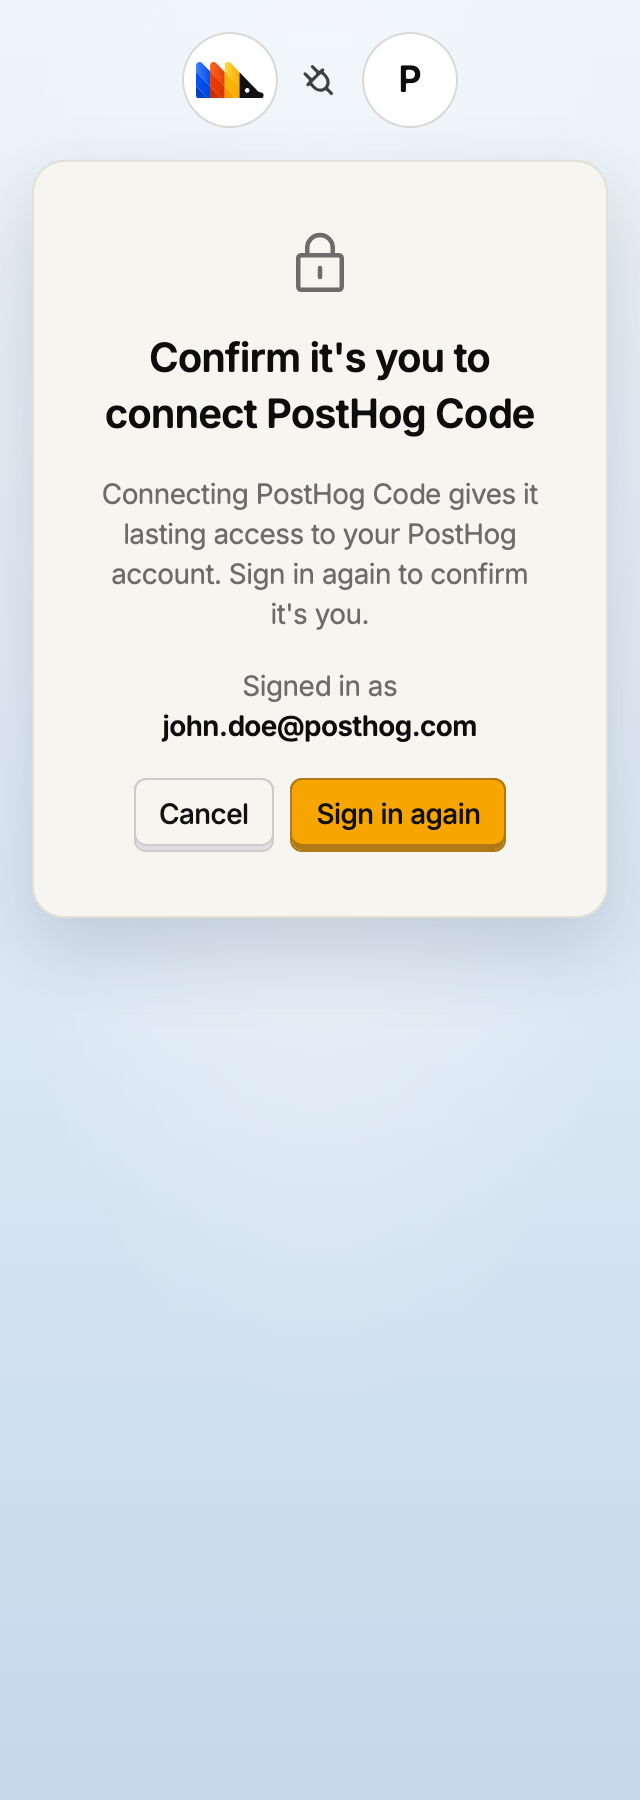 P
Confirm it's you to
connect PostHog Code
Connecting PostHog Code gives it
lasting access to your PostHog
account. Sign in again to confirm
it's you.
Signed in as
john.doe@posthog.com
Cancel
Sign in again